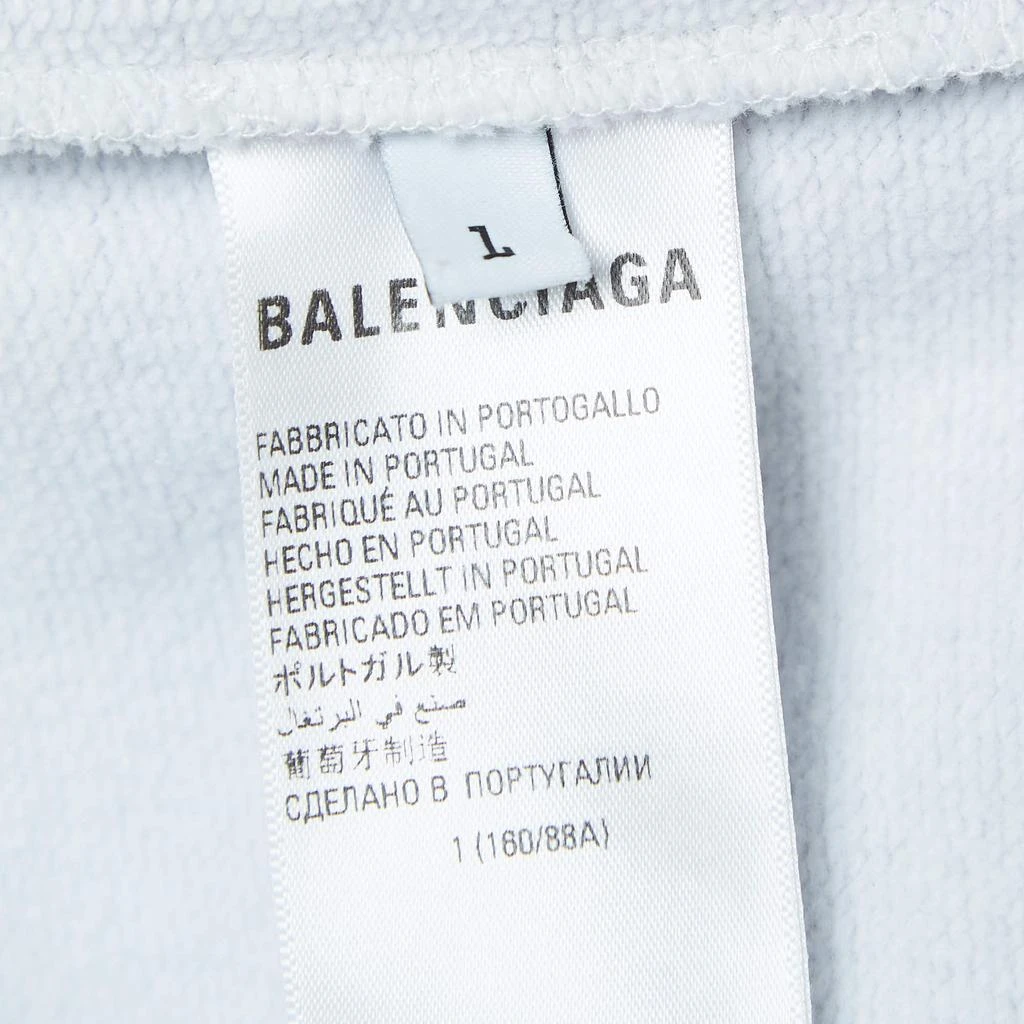 1
BALENCIAGA
FABBRICATO IN PORTOGALLO
MADE IN PORTUGAL
FABRIQUÉ AU PORTUGAL
HECHO EN PORTUGAL
HERGESTELLT IN PORTUGAL
FABRICADO EM PORTUGAL
ポルトガル製
صنع في البرتغال
葡萄牙制造
СДЕЛАНО В ПОРТУГАЛИИ
1 (160/88A)